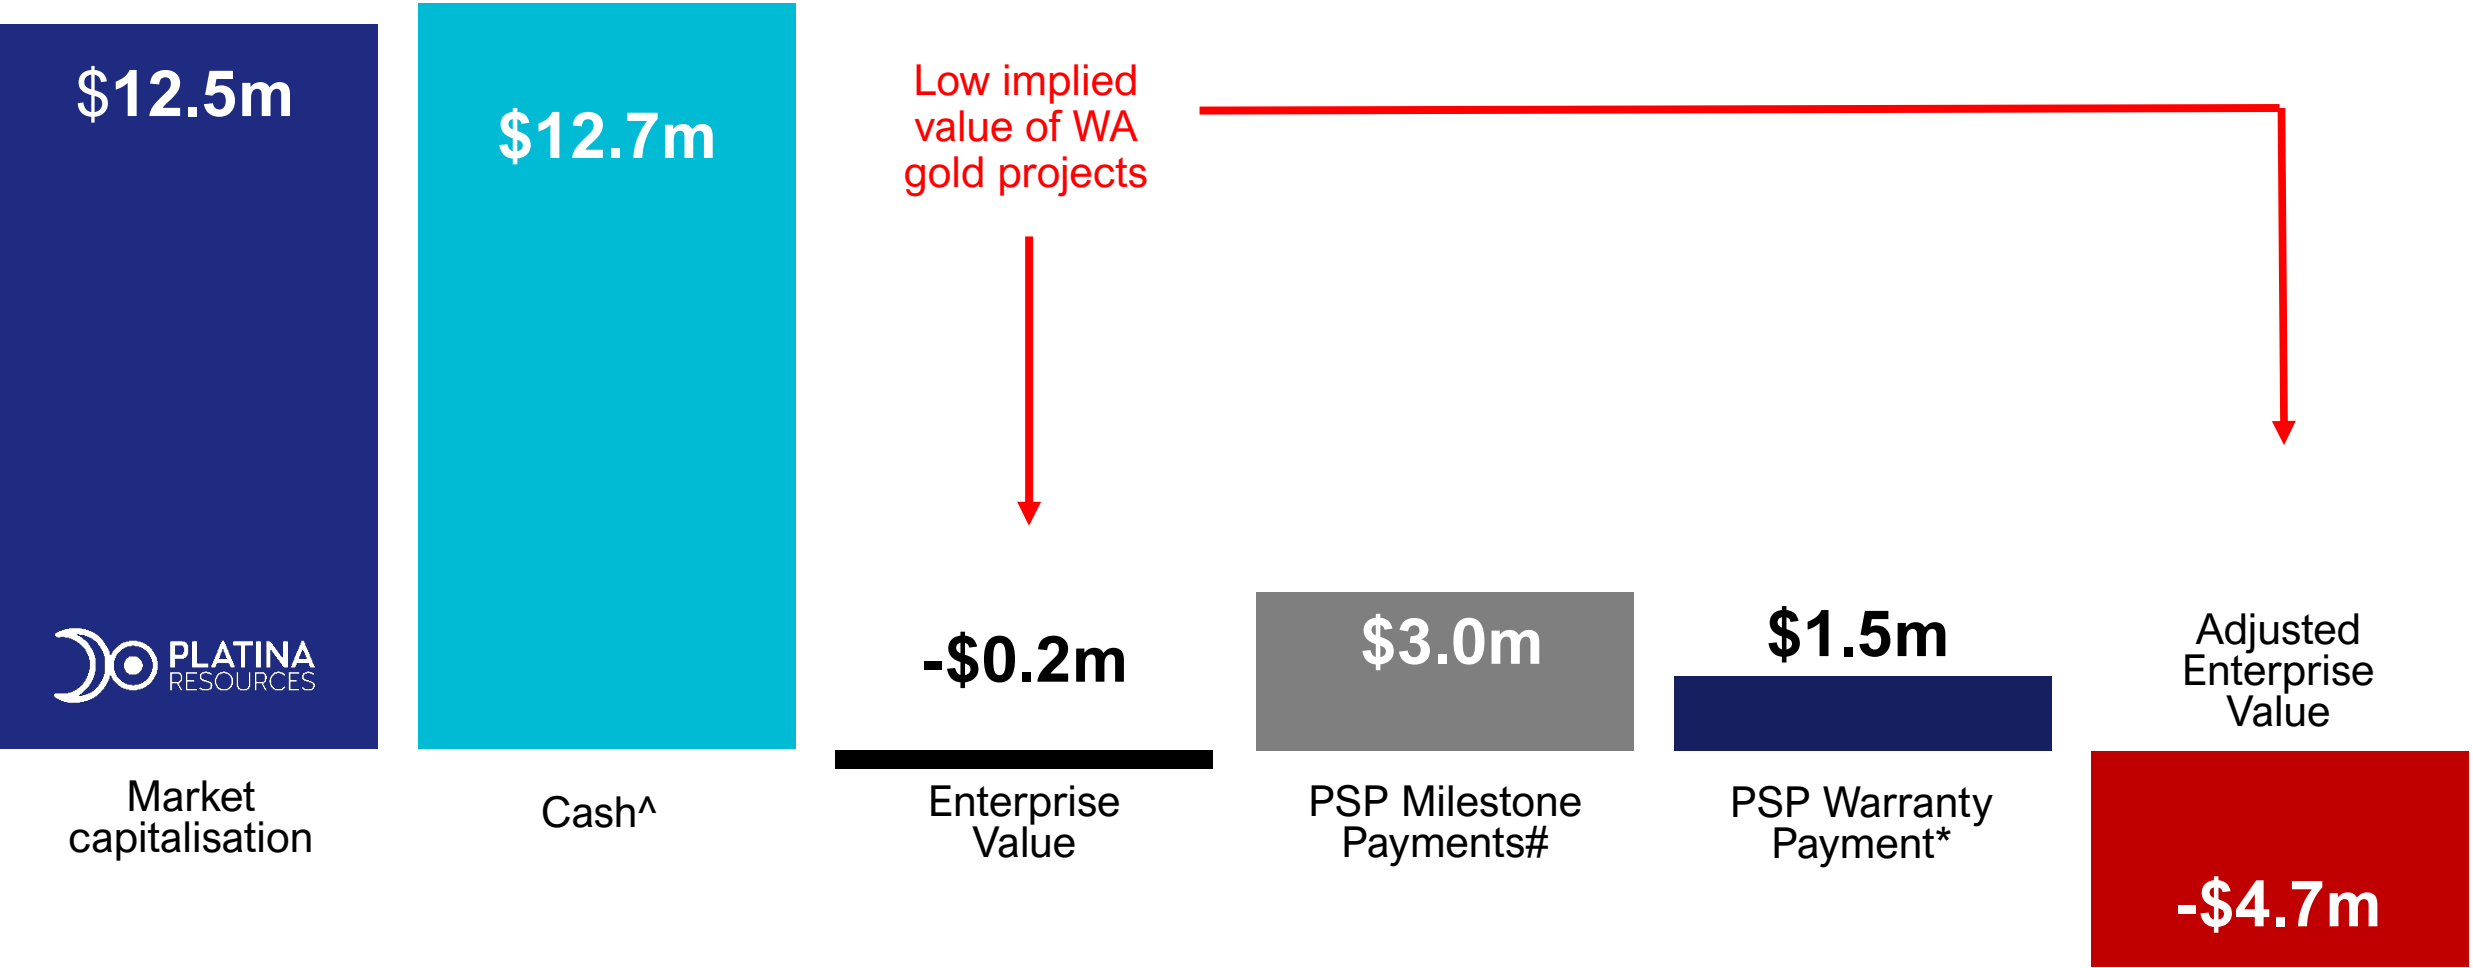 $12.5m
$12.7m
Low implied
value of WA
gold projects
-$0.2m
$3.0m
$1.5m
Adjusted
Enterprise
Value
PLATINA
RESOURCES
Market
capitalisation
Cash^
Enterprise
Value
PSP Milestone
Payments#
PSP Warranty
Payment*
-$4.7m